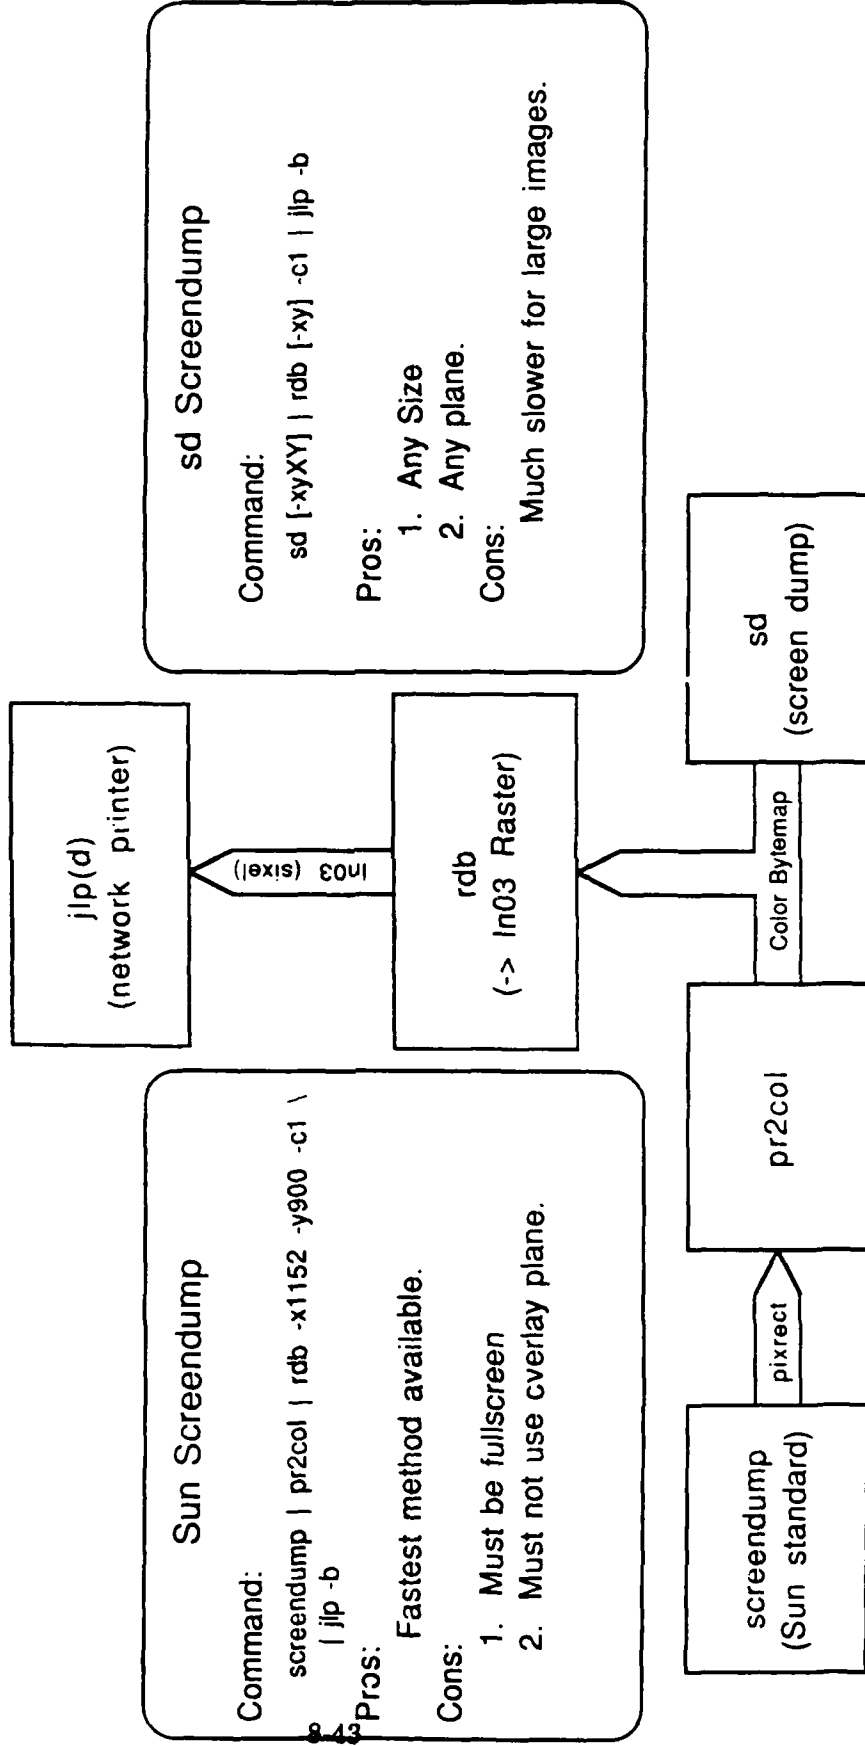 jlp(d)
(network printer)
ln03 (sixel)
Sun Screendump
Command:
screendump | pr2col | rdb -x1152 -y900 -c1 \
| jlp -b
Pros:
Fastest method available.
Cons:
1. Must be fullscreen
2. Must not use overlay plane.
rdb
(-> ln03 Raster)
sd Screendump
Command:
sd [-xyXY] | rdb [-xy] -c1 | jlp -b
Pros:
1. Any Size
2. Any plane.
Cons:
Much slower for large images.
screendump
(Sun standard)
pixrect
pr2col
Color Bytemap
sd
(screen dump)
8-43